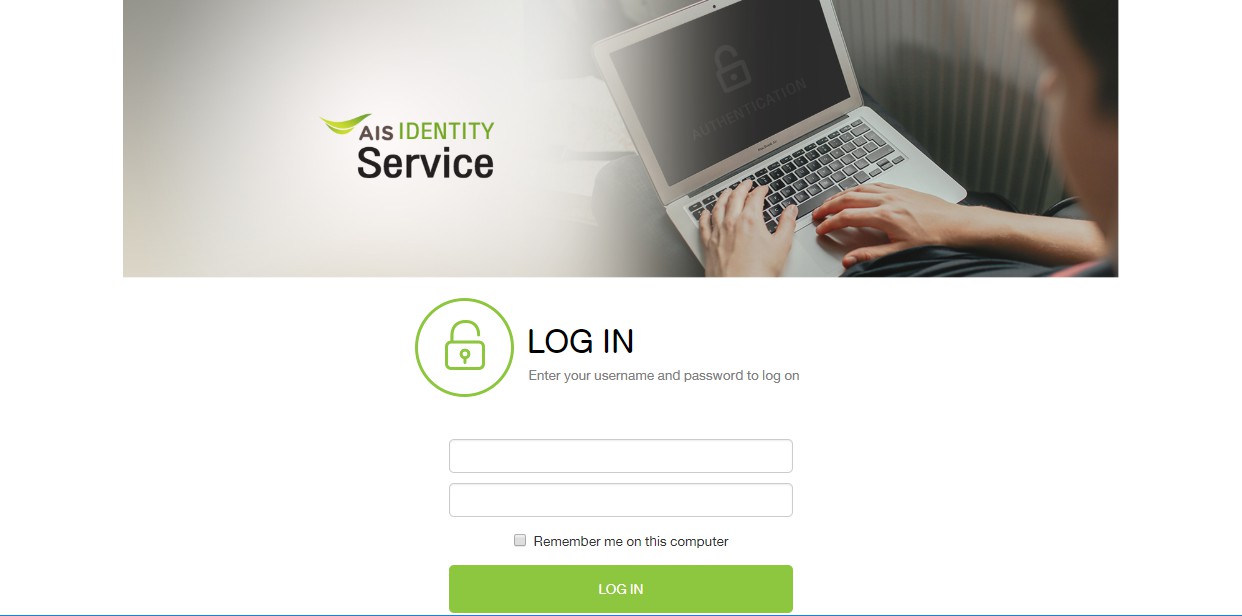 AIS IDENTITY
Service
AUTHENTICATION
LOG IN
Enter your username and password to log on
Remember me on this computer
LOG IN